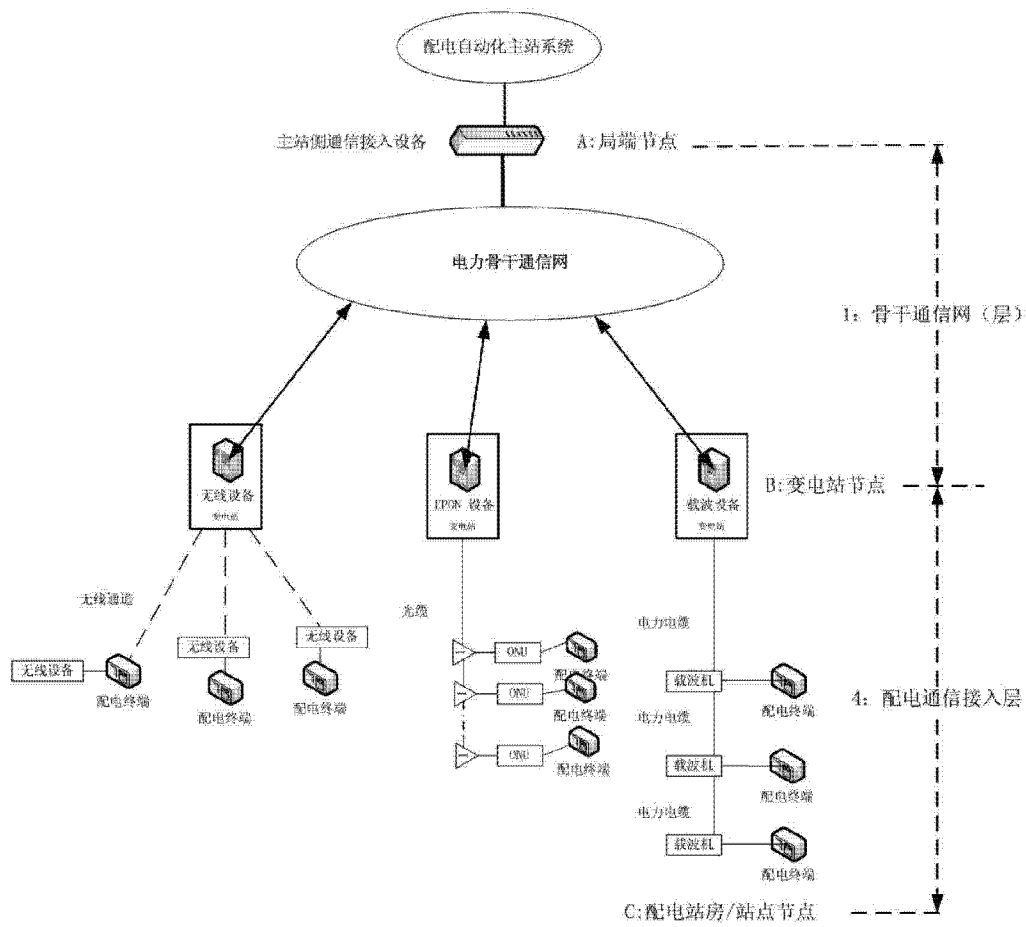 配电自动化主站系统
主站侧通信接入设备
A:局端节点
电力骨干通信网
1：骨干通信网（层）
无线设备
变电站
EPON 设备
变电站
载波设备
变电站
B:变电站节点
无线通道
光缆
电力电缆
无线设备
配电终端
无线设备
配电终端
无线设备
配电终端
ONU
配电终端
ONU
配电终端
ONU
配电终端
载波机
配电终端
电力电缆
载波机
配电终端
电力电缆
载波机
配电终端
4：配电通信接入层
C:配电站房/站点节点